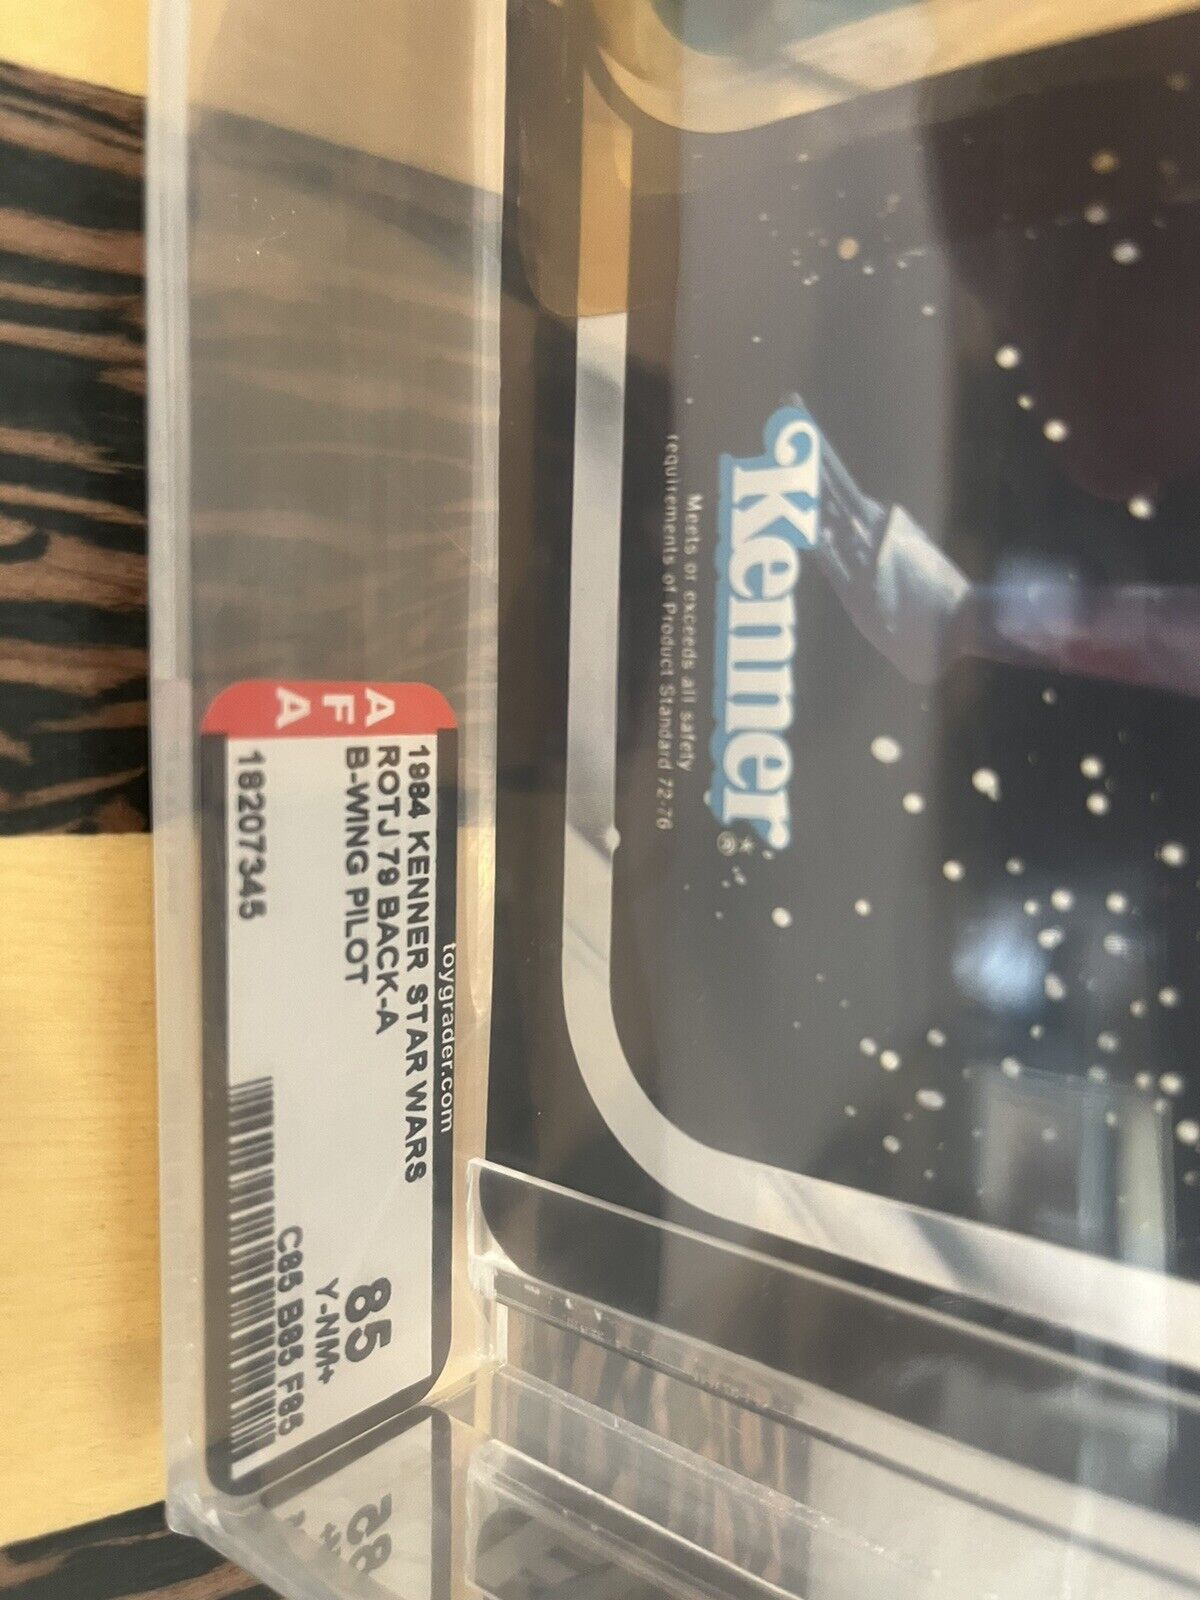 AFA
toygrader.com
1984 KENNER STAR WARS
ROTJ 79 BACK-A
B-WING PILOT
85
Y-NM+
C85 B85 F85
18207345
Kenner®*
Meets or exceeds all safety
requirements of Product Standard 72-76
85